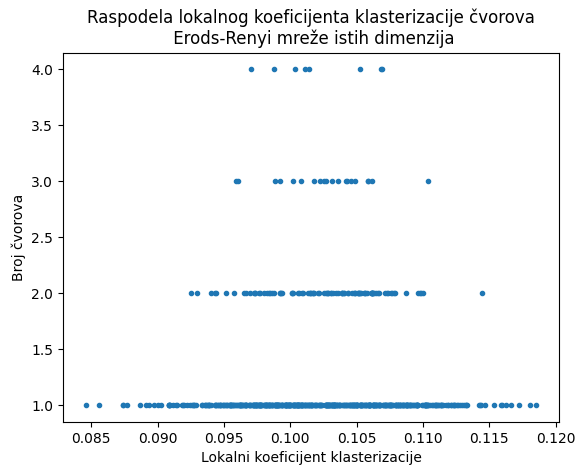 Raspodela lokalnog koeficijenta klasterizacije čvorova
Erods-Renyi mreže istih dimenzija
4.0
3.5
3.0
2.5
2.0
1.5
1.0
Broj čvorova
0.085 0.090 0.095 0.100 0.105 0.110 0.115 0.120
Lokalni koeficijent klasterizacije